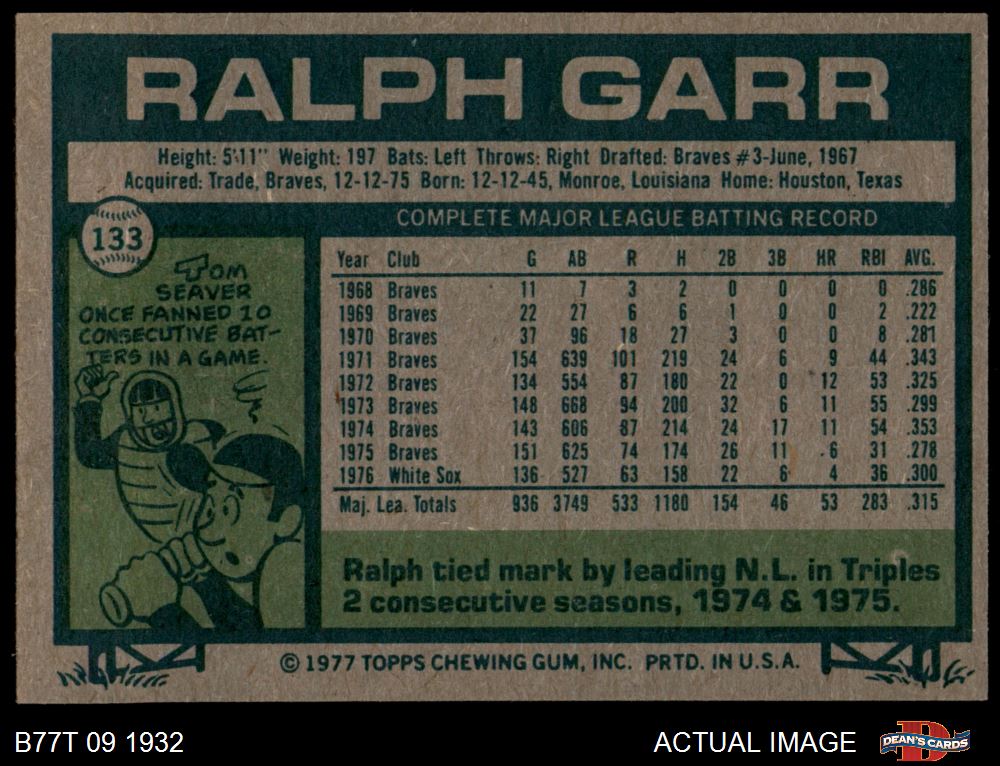 RALPH GARR
Height: 5'11" Weight: 197 Bats: Left Throws: Right Drafted: Braves #3-June, 1967
Acquired: Trade, Braves, 12-12-75 Born: 12-12-45, Monroe, Louisiana Home: Houston, Texas
133
TOM
SEAVER
ONCE FANNED 10
CONSECUTIVE BAT-
TERS IN A GAME.
COMPLETE MAJOR LEAGUE BATTING RECORD
Year Club G AB R H 2B 3B HR RBI AVG.
1968 Braves 11 7 3 2 0 0 0 0 .286
1969 Braves 22 27 6 6 1 0 0 2 .222
1970 Braves 37 96 18 27 3 0 0 8 .281
1971 Braves 154 639 101 219 24 6 9 44 .343
1972 Braves 134 554 87 180 22 0 12 53 .325
1973 Braves 148 668 94 200 32 6 11 55 .299
1974 Braves 143 606 87 214 24 17 11 54 .353
1975 Braves 151 625 74 174 26 11 6 31 .278
1976 White Sox 136 527 63 158 22 6 4 36 .300
Maj. Lea. Totals 936 3749 533 1180 154 46 53 283 .315
Ralph tied mark by leading N.L. in Triples
2 consecutive seasons, 1974 & 1975.
© 1977 TOPPS CHEWING GUM, INC. PRTD. IN U.S.A.
B77T 09 1932
ACTUAL IMAGE
DEAN'S CARDS